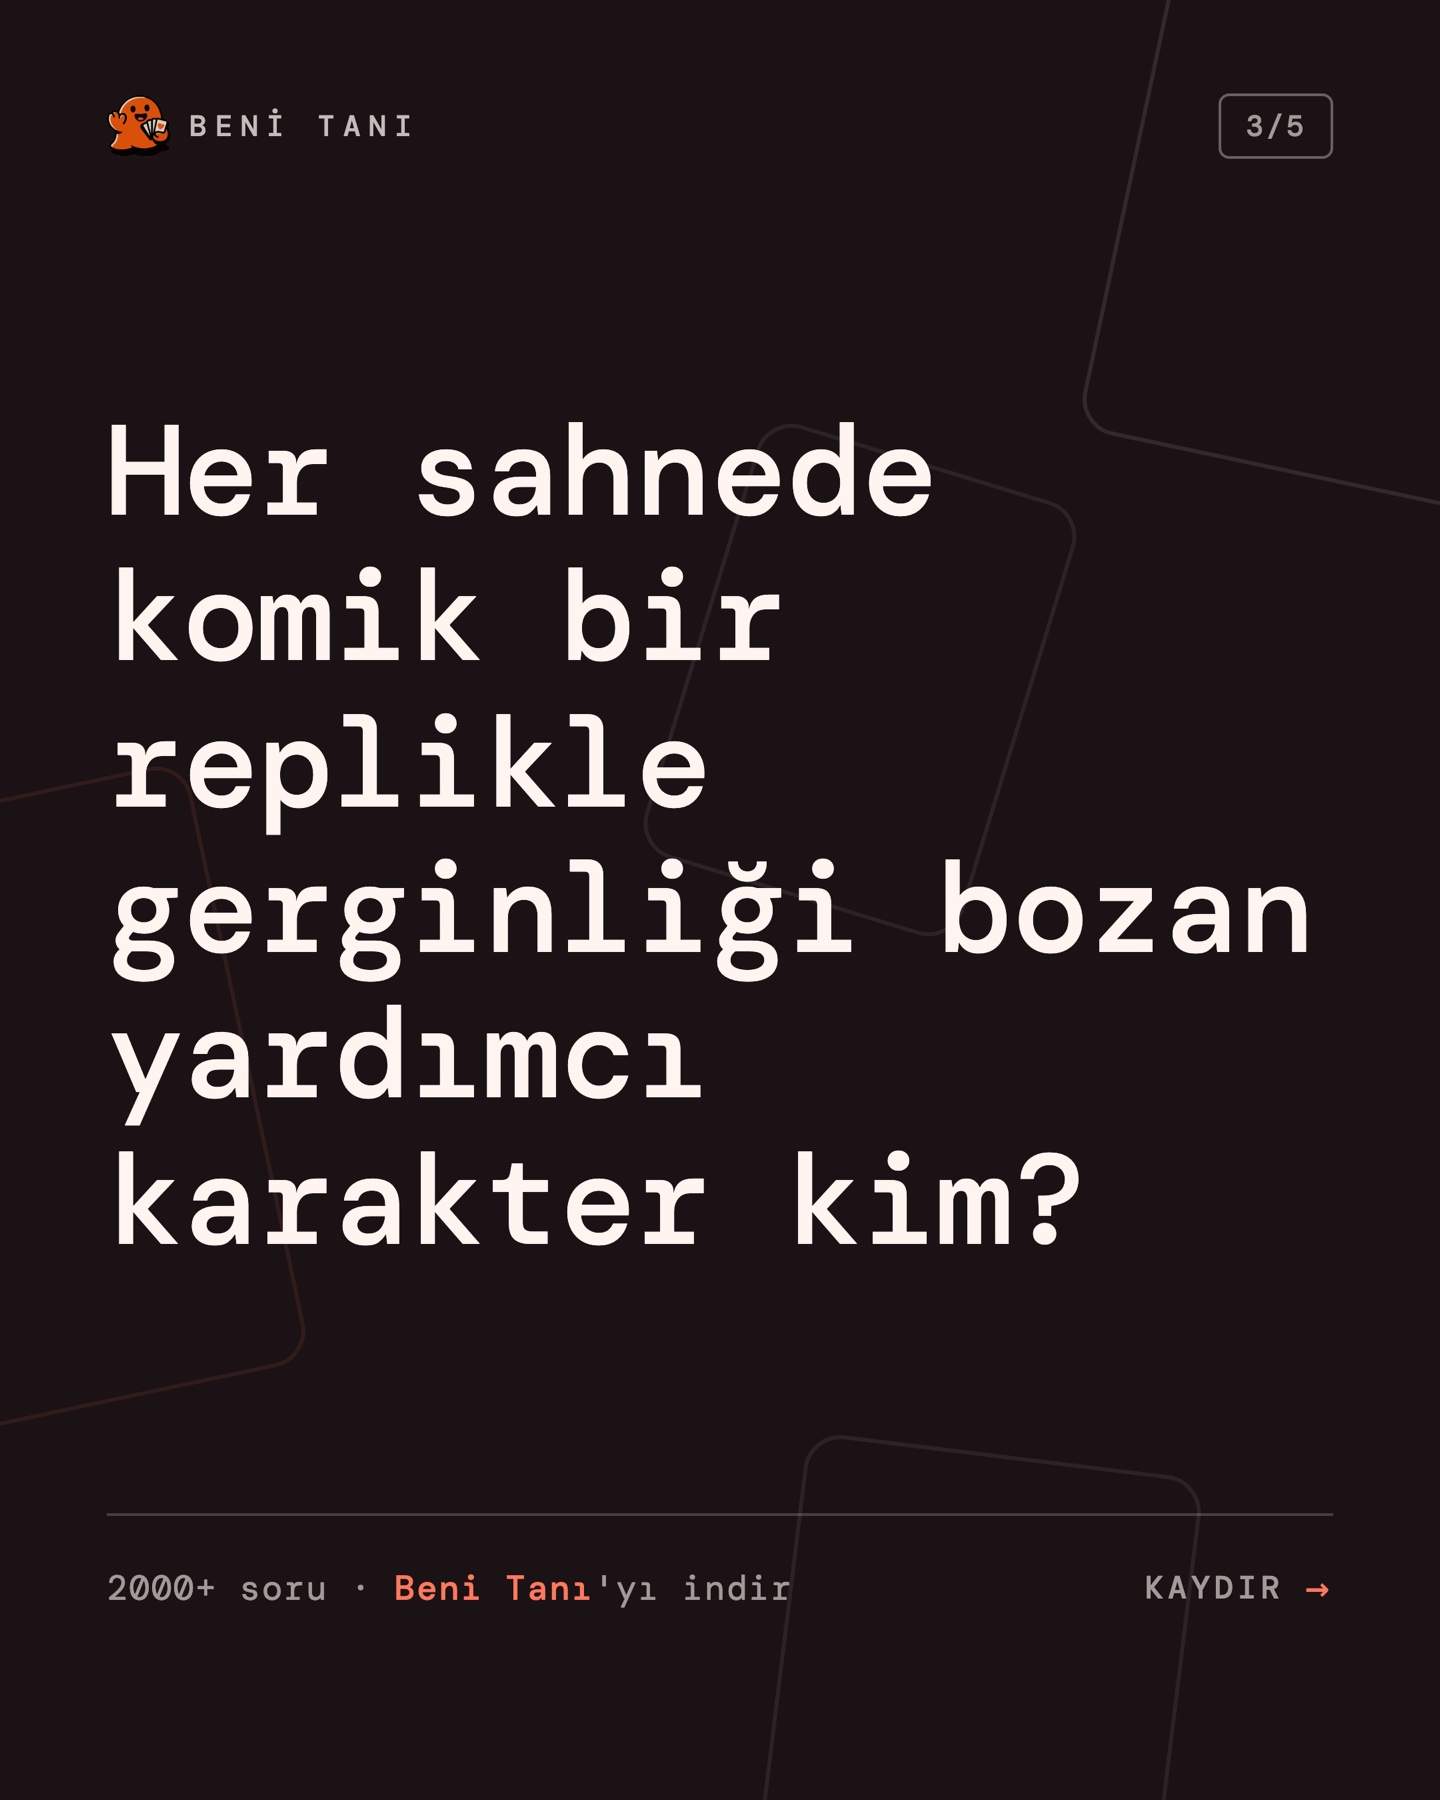 BENİ TANI
3/5
Her sahnede
komik bir
replikle
gerginliği bozan
yardımcı
karakter kim?
2000+ soru · Beni Tanı'yı indir
KAYDIR →